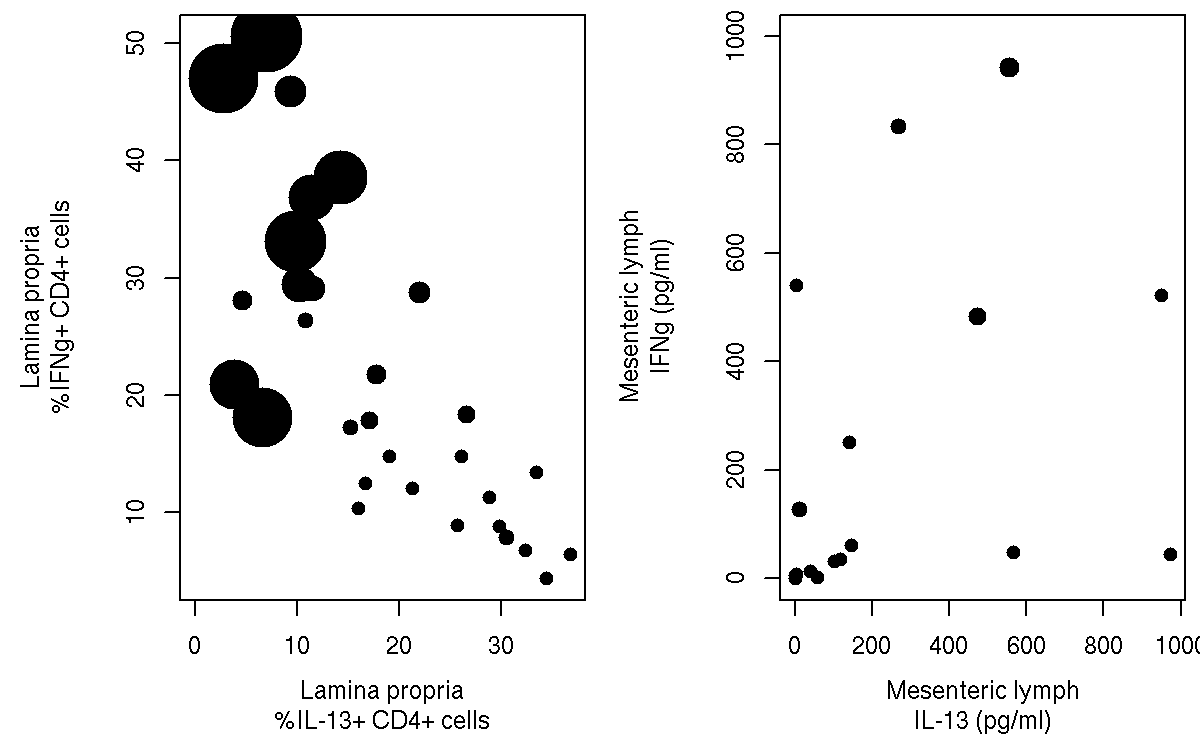 Lamina propria
%IFNg+ CD4+ cells
50
40
30
20
10
0 10 20 30
Lamina propria
%IL-13+ CD4+ cells
Mesenteric lymph
IFNg (pg/ml)
1000
800
600
400
200
0
0 200 400 600 800 1000
Mesenteric lymph
IL-13 (pg/ml)